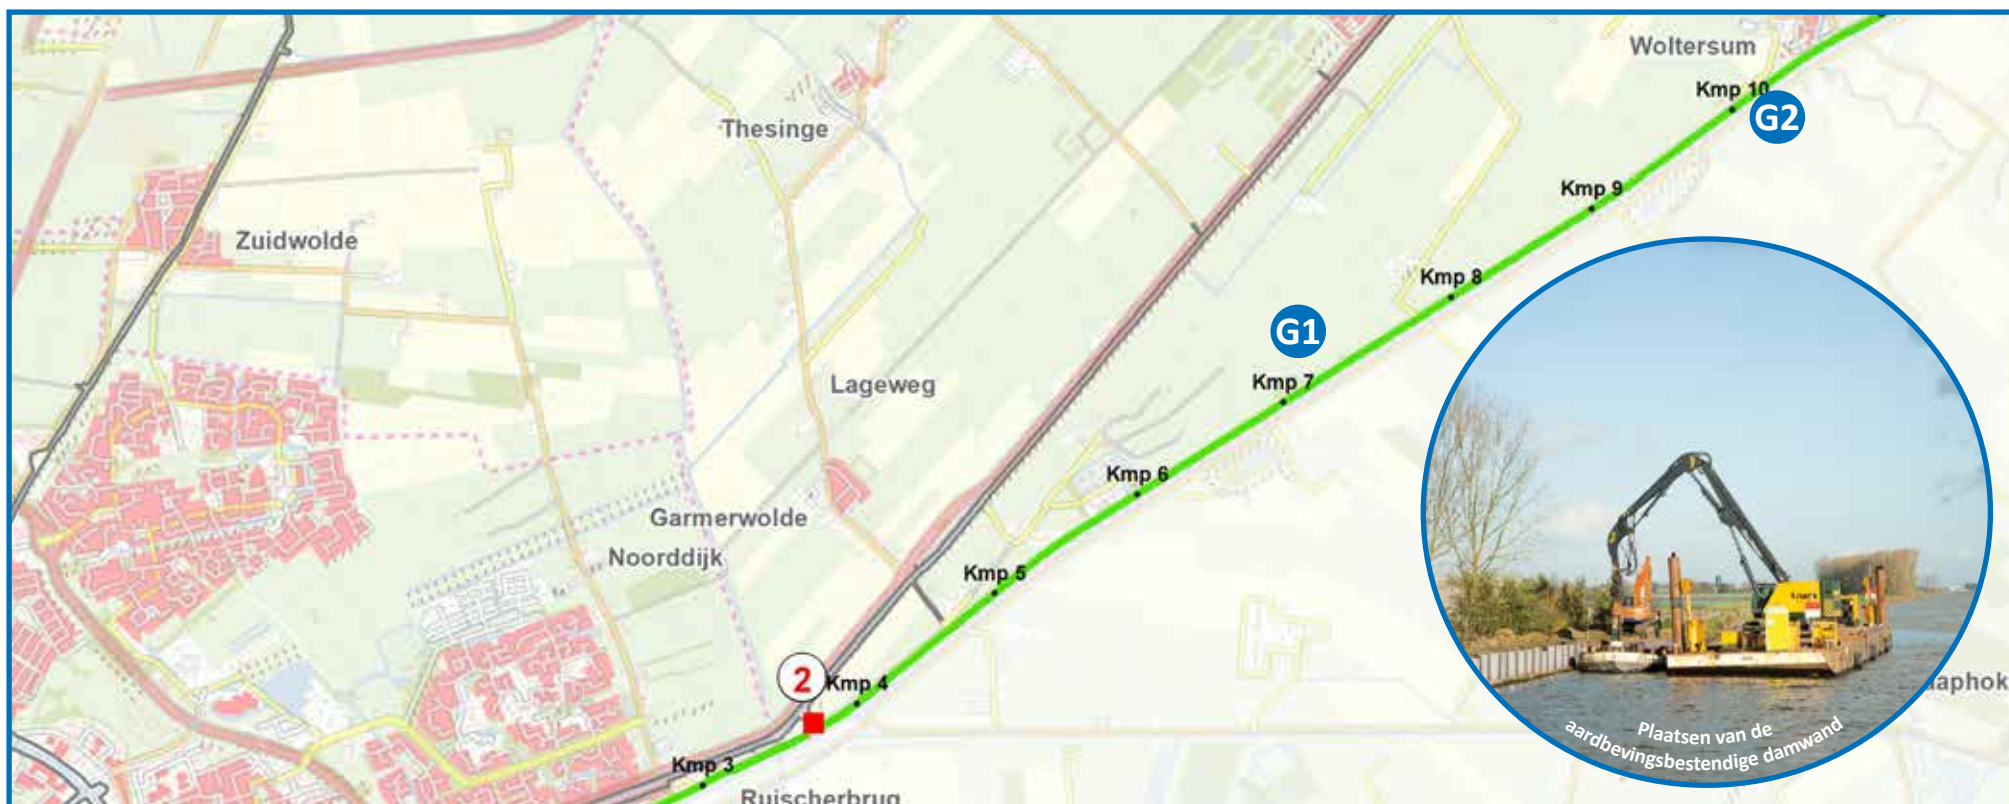 Woltersum
Kmp 10
G2
Thesinge
Kmp 9
Zuidwolde
Kmp 8
G1
Kmp 7
Lageweg
Kmp 6
Garmerwolde
Noorddijk
Kmp 5
2
Kmp 4
aaphok
Kmp 3
Ruischerbrug
Plaatsen van de
aardbevingsbestendige damwand